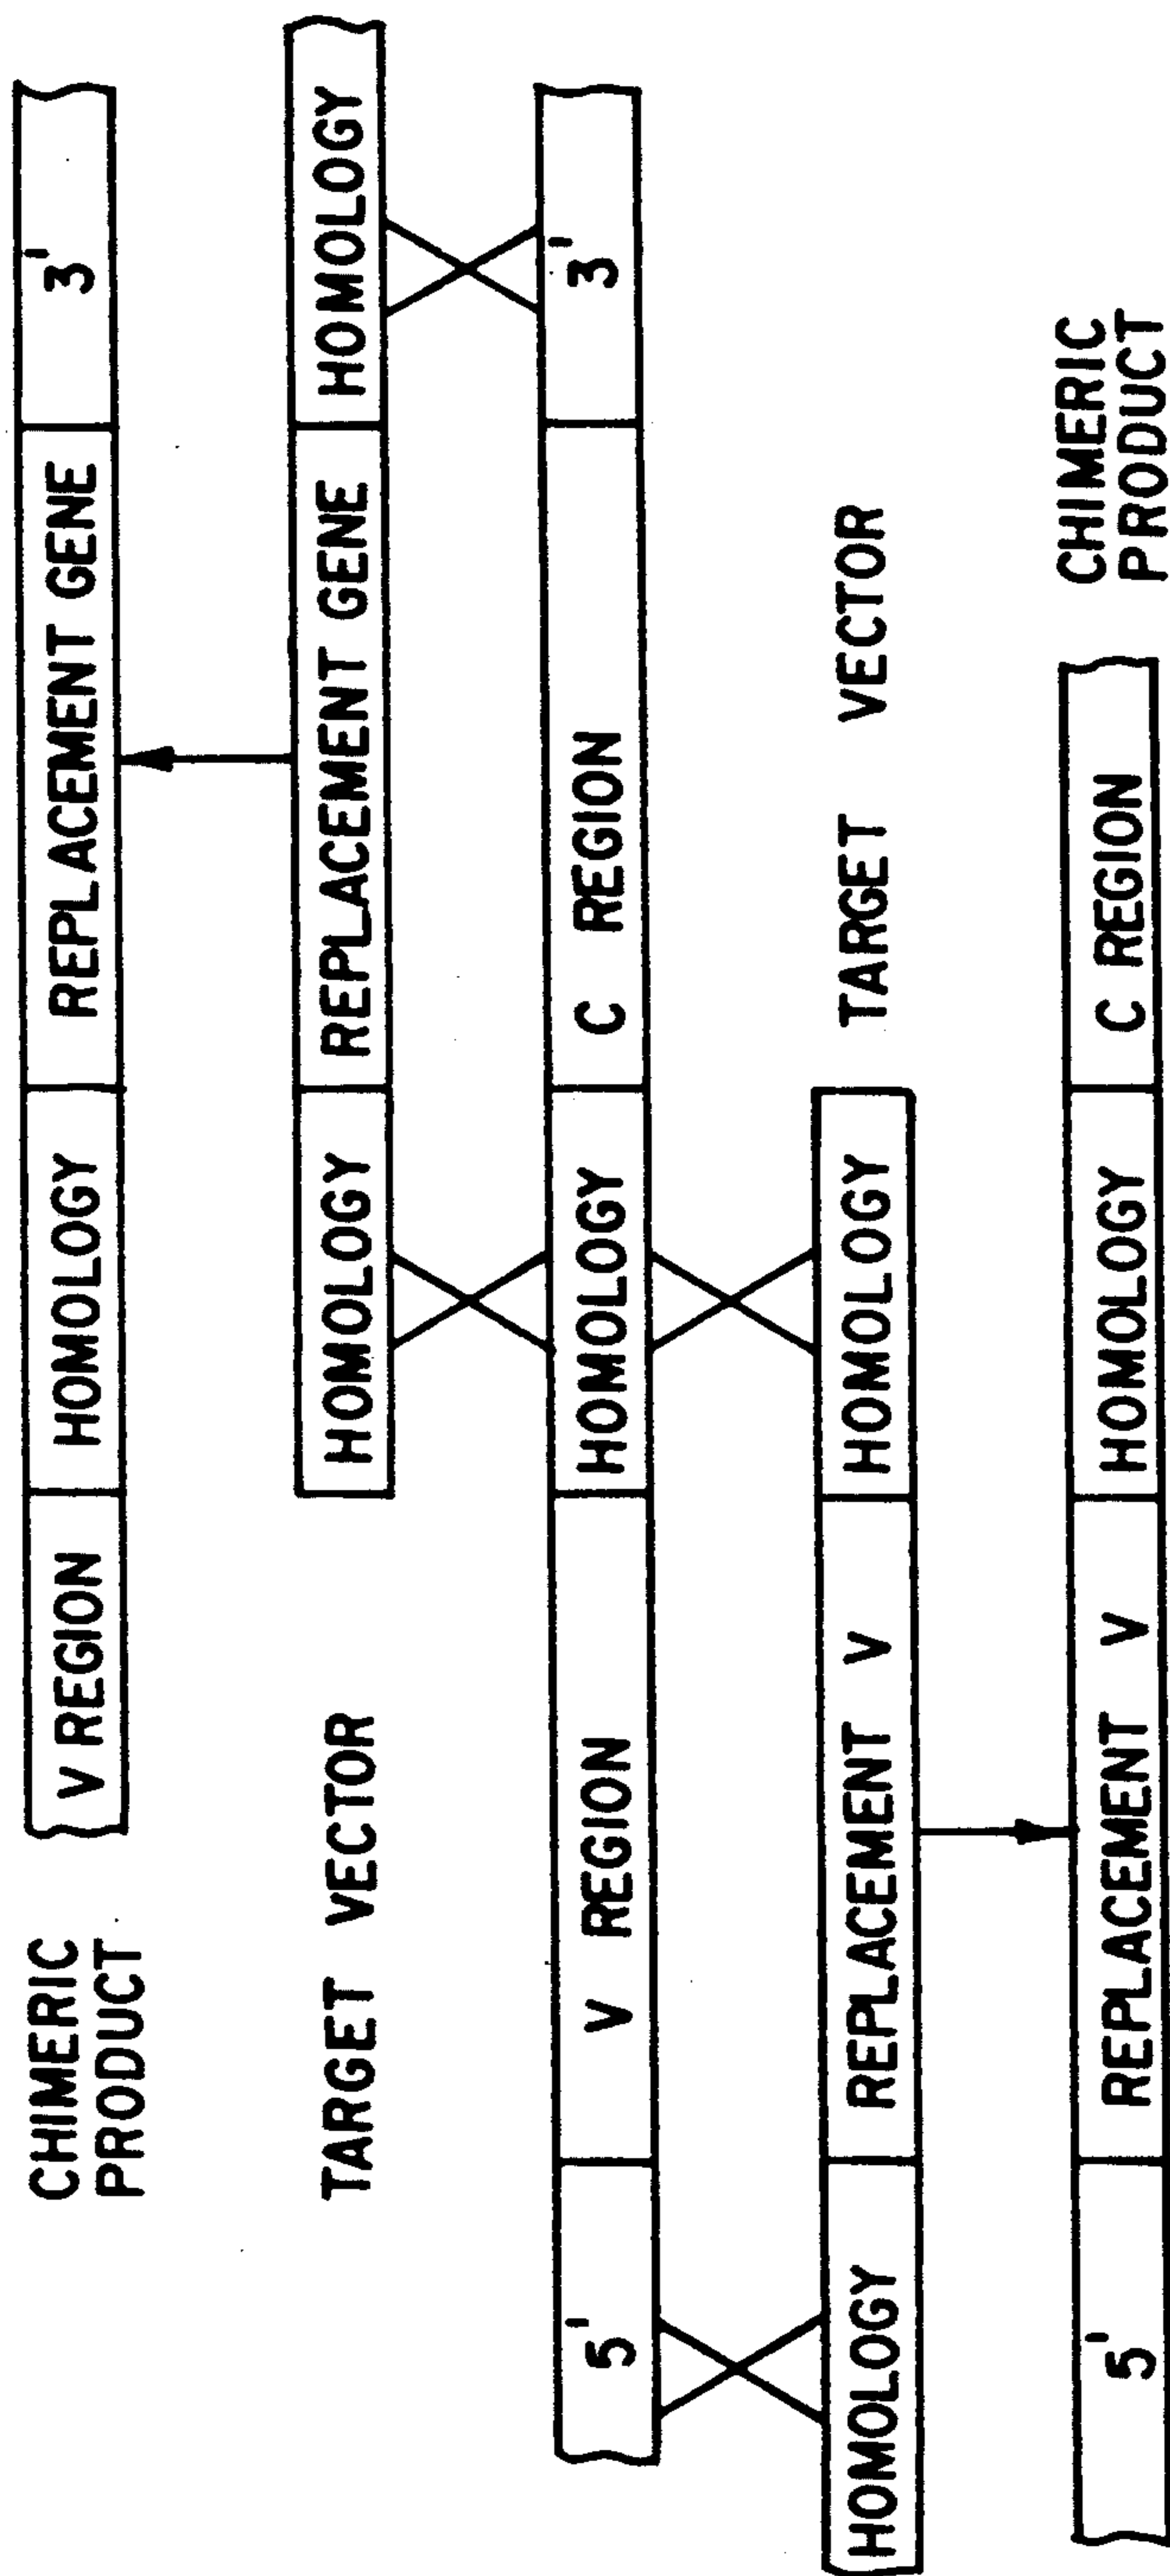 CHIMERIC
PRODUCT
V REGION HOMOLOGY REPLACEMENT GENE 3'
TARGET VECTOR HOMOLOGY REPLACEMENT GENE HOMOLOGY
5' V REGION HOMOLOGY C REGION 3'
HOMOLOGY REPLACEMENT V HOMOLOGY TARGET VECTOR
5' REPLACEMENT V HOMOLOGY C REGION
CHIMERIC
PRODUCT